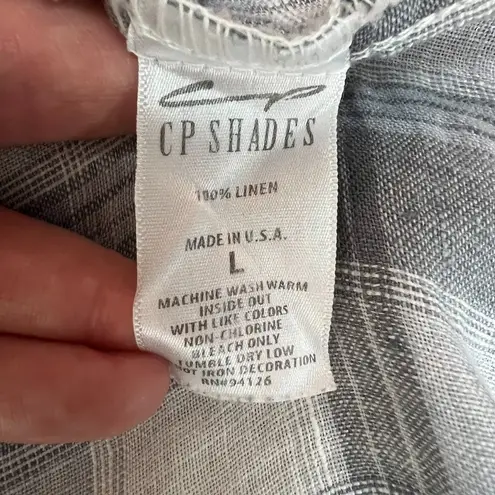 CP SHADES
100% LINEN
MADE IN U.S.A.
L
MACHINE WASH WARM
INSIDE OUT
WITH LIKE COLORS
NON-CHLORINE
BLEACH ONLY
TUMBLE DRY LOW
NOT IRON DECORATION
RN#94126